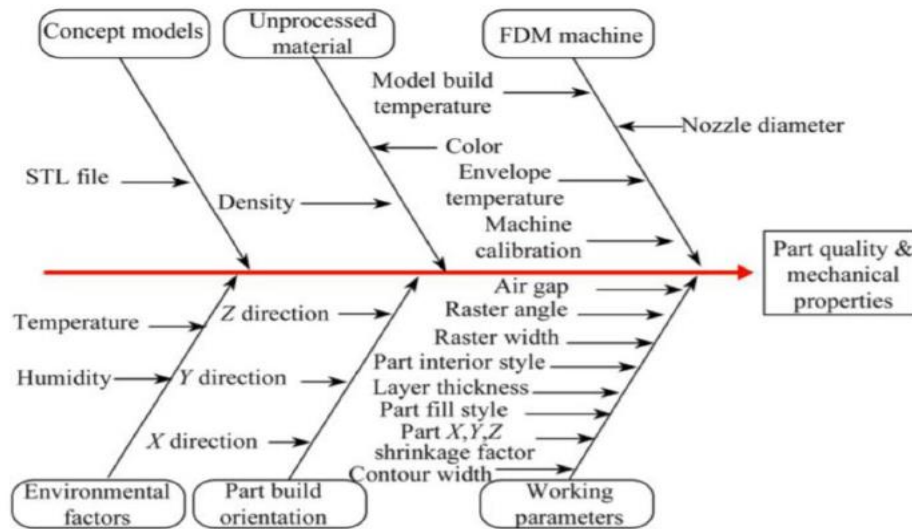 Concept models
Unprocessed
material
FDM machine
Model build
temperature
Nozzle diameter
Color
STL file
Density
Envelope
temperature
Machine
calibration
Part quality &
mechanical
properties
Air gap
Raster angle
Raster width
Part interior style
Layer thickness
Part fill style
Part X,Y,Z
shrinkage factor
Contour width
Temperature
Humidity
Z direction
Y direction
X direction
Environmental
factors
Part build
orientation
Working
parameters